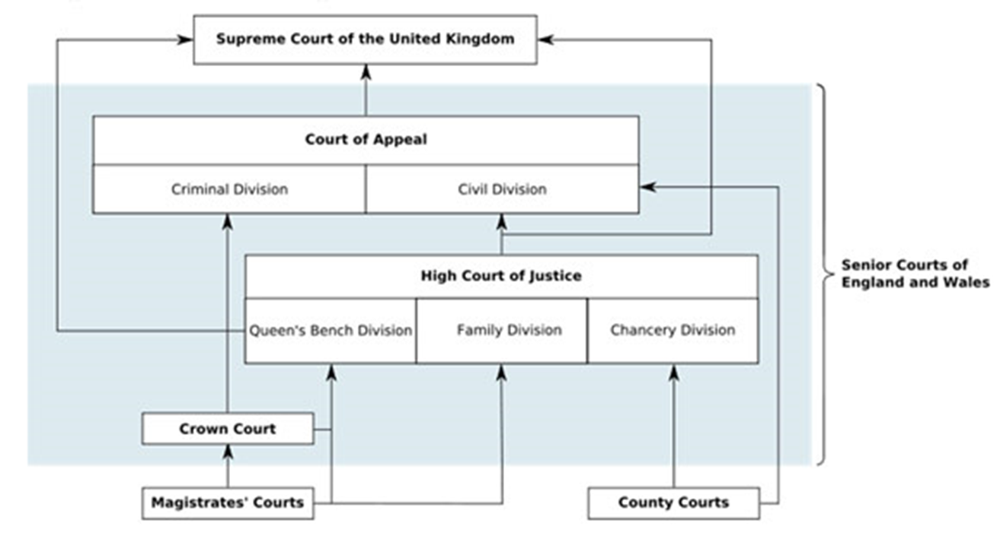 Supreme Court of the United Kingdom
Court of Appeal
Criminal Division
Civil Division
High Court of Justice
Senior Courts of
England and Wales
Queen's Bench Division
Family Division
Chancery Division
Crown Court
Magistrates' Courts
County Courts